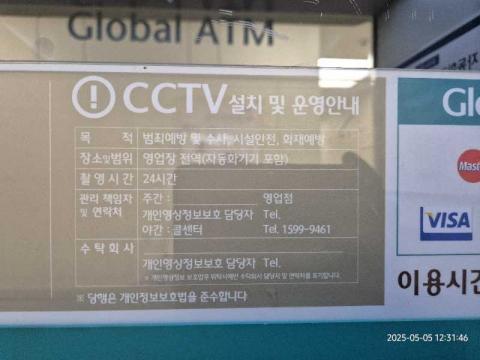 Global ATM
! CCTV 설치 및 운영안내
목 적 범죄예방 및 수사, 시설안전, 화재예방
장소및범위 영업장 전역(자동화기기 포함)
촬영시간 24시간
관리 책임자 및 연락처 주간: 영업점
개인영상정보보호 담당자 Tel.
야간: 콜센터 Tel. 1599-9461
수탁회사
개인영상정보보호 담당자 Tel.
※ 당행은 개인정보보호법을 준수합니다
VISA
이용시간
2025-05-05 12:31:46